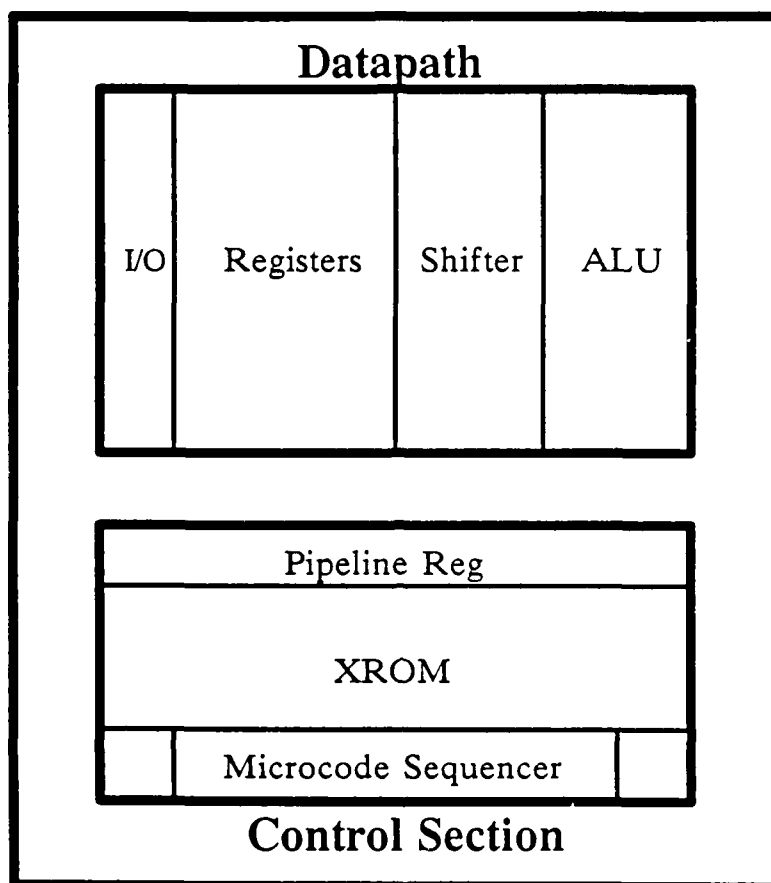 Datapath
I/O Registers Shifter ALU
Pipeline Reg
XROM
Microcode Sequencer
Control Section